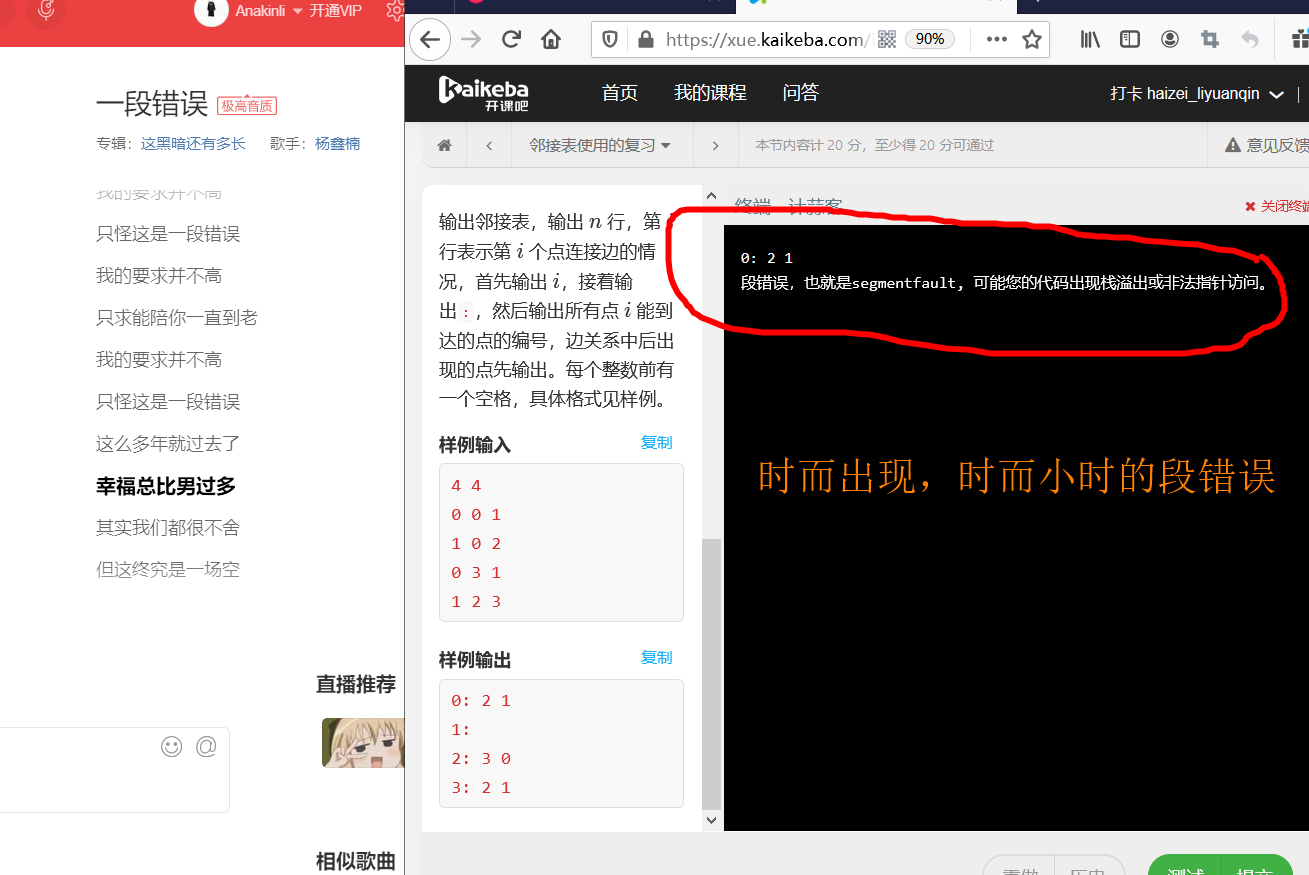 Anakinli
开通VIP
一段错误
极高音质
专辑：这黑暗还有多长 歌手：杨鑫楠
我的要求并不高
只怪这是一段错误
我的要求并不高
只求能陪你一直到老
我的要求并不高
只怪这是一段错误
这么多年就过去了
幸福总比男过多
其实我们都很不舍
但这终究是一场空
@
直播推荐
相似歌曲
https://xue.kaikeba.com/
90%
Kaikeba
开课吧
首页 我的课程 问答
打卡 haizei_liyuanqin
邻接表使用的复习
本节内容计 20 分，至少得 20 分可通过
意见反馈
输出邻接表，输出 n 行，第
行表示第 i 个点连接边的情
况，首先输出 i，接着输
出 : ，然后输出所有点 i 能到
达的点的编号，边关系中后出
现的点先输出。每个整数前有
一个空格，具体格式见样例。
样例输入 复制
4 4
0 0 1
1 0 2
0 3 1
1 2 3
样例输出 复制
0: 2 1
1:
2: 3 0
3: 2 1
终端 - 计蒜客
关闭终端
0: 2 1
段错误，也就是segmentfault, 可能您的代码出现栈溢出或非法指针访问。
时而出现，时而小时的段错误
重做 历史
测试 提交